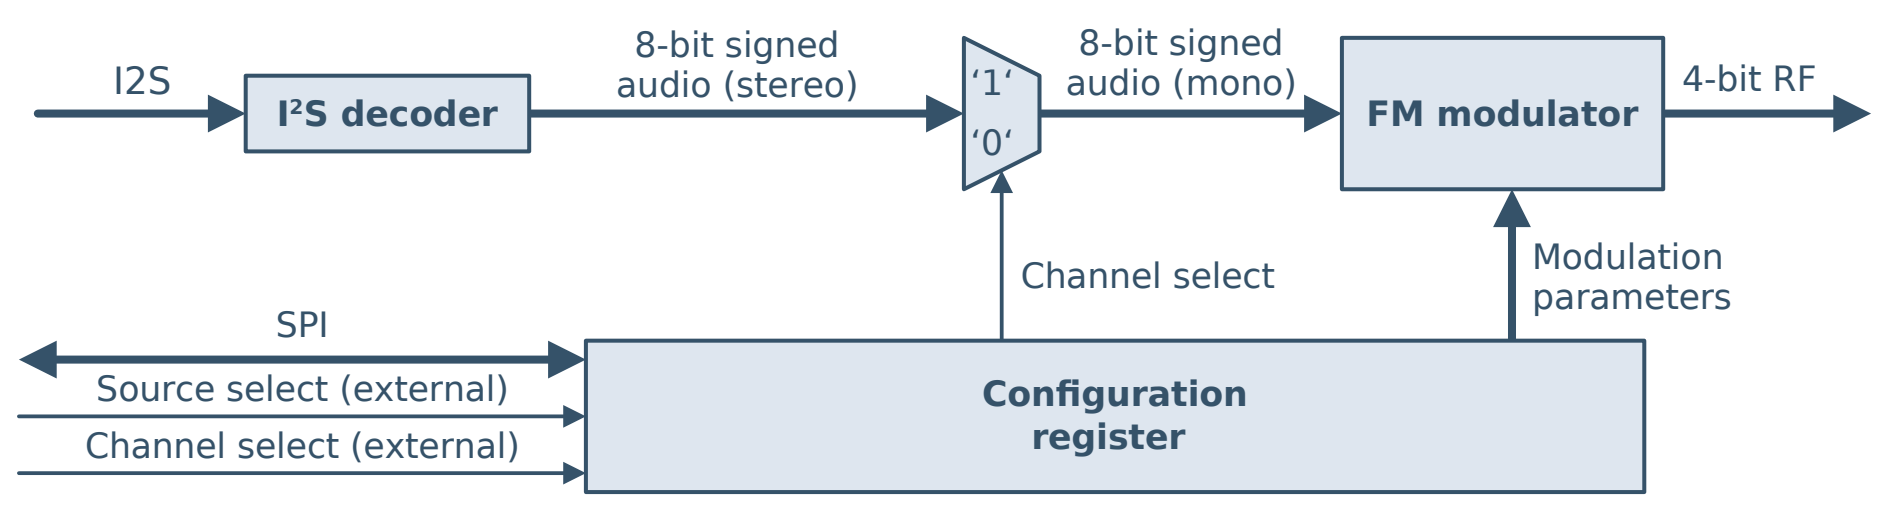 I2S
I²S decoder
8-bit signed
audio (stereo)
‘1‘
‘0‘
8-bit signed
audio (mono)
FM modulator
4-bit RF
Channel select
Modulation
parameters
SPI
Source select (external)
Channel select (external)
Configuration
register